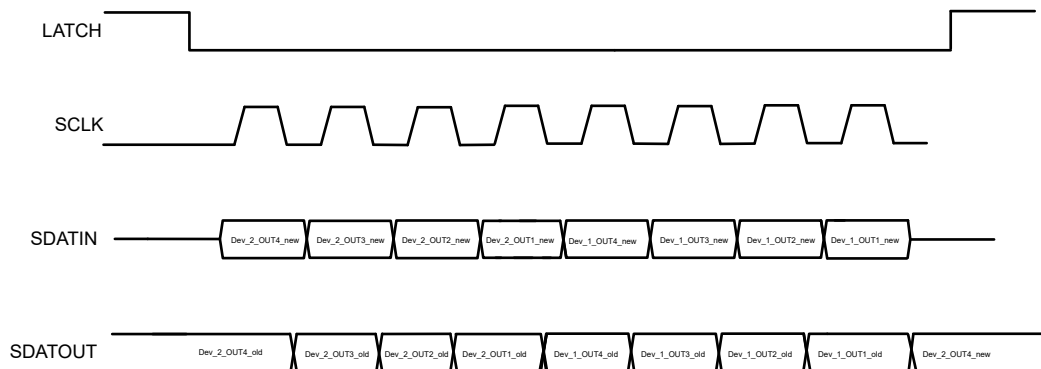 LATCH
SCLK
SDATIN
Dev_2_OUT4_new Dev_2_OUT3_new Dev_2_OUT2_new Dev_2_OUT1_new Dev_1_OUT4_new Dev_1_OUT3_new Dev_1_OUT2_new Dev_1_OUT1_new
SDATOUT
Dev_2_OUT4_old Dev_2_OUT3_old Dev_2_OUT2_old Dev_2_OUT1_old Dev_1_OUT4_old Dev_1_OUT3_old Dev_1_OUT2_old Dev_1_OUT1_old Dev_2_OUT4_new